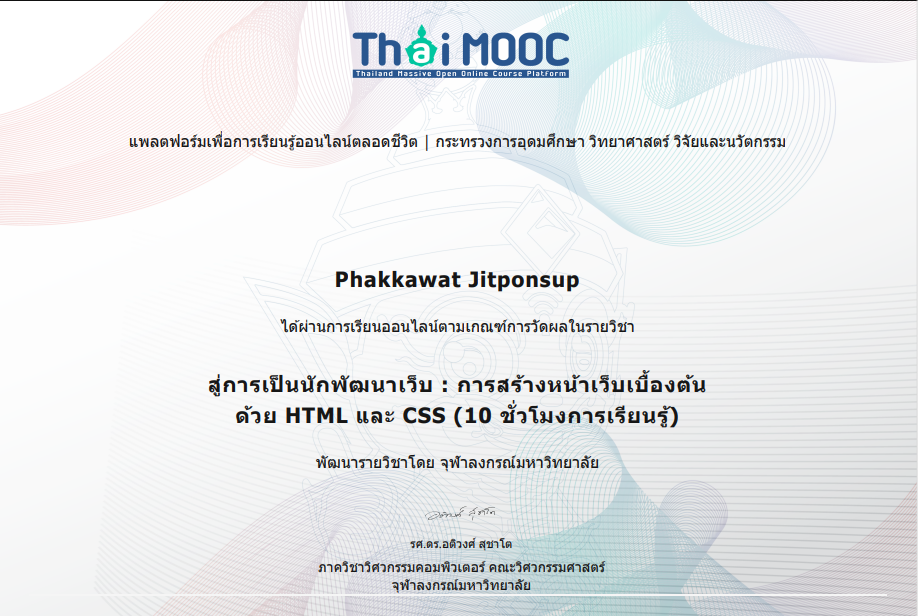 Thai MOOC
Thailand Massive Open Online Course Platform
แพลตฟอร์มเพื่อการเรียนรู้ออนไลน์ตลอดชีวิต | กระทรวงการอุดมศึกษา วิทยาศาสตร์ วิจัยและนวัตกรรม
Phakkawat Jitponsup
ได้ผ่านการเรียนออนไลน์ตามเกณฑ์การวัดผลในรายวิชา
สู่การเป็นนักพัฒนาเว็บ : การสร้างหน้าเว็บเบื้องต้น
ด้วย HTML และ CSS (10 ชั่วโมงการเรียนรู้)
พัฒนารายวิชาโดย จุฬาลงกรณ์มหาวิทยาลัย
รศ.ดร.อติวงศ์ สุชาโต
ภาควิชาวิศวกรรมคอมพิวเตอร์ คณะวิศวกรรมศาสตร์
จุฬาลงกรณ์มหาวิทยาลัย